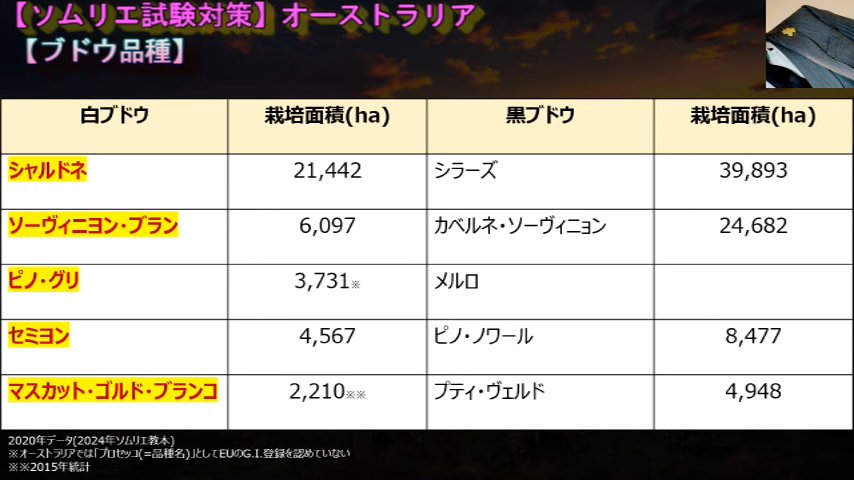 【ソムリエ試験対策】オーストラリア
【ブドウ品種】
白ブドウ 栽培面積(ha) 黒ブドウ 栽培面積(ha)
シャルドネ 21,442 シラーズ 39,893
ソーヴィニヨン・ブラン 6,097 カベルネ・ソーヴィニョン 24,682
ピノ・グリ 3,731※ メルロ
セミヨン 4,567 ピノ・ノワール 8,477
マスカット・ゴルド・ブランコ 2,210※※ プティ・ヴェルド 4,948
2020年データ(2024年ソムリエ教本)
※オーストラリアでは「プロセッコ(=品種名)」としてEUのG.I.登録を認めていない
※※2015年統計